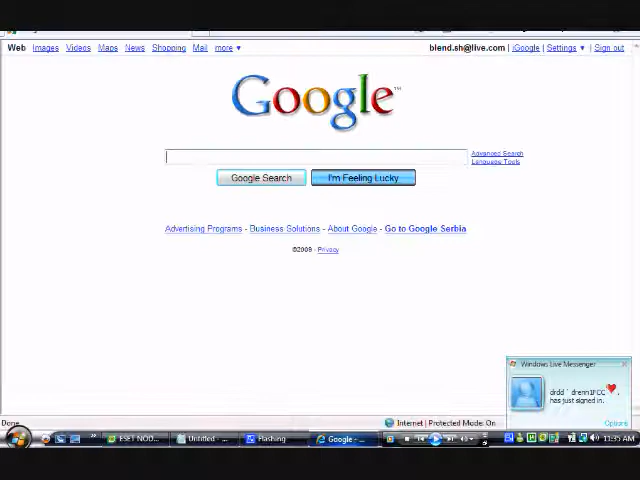 Web Images Videos Maps News Shopping Mail more ▼ blend.sh@live.com | iGoogle | Settings ▼ | Sign out
Google™
Advanced Search
Language Tools
Google Search I'm Feeling Lucky
Advertising Programs - Business Solutions - About Google - Go to Google Serbia
©2009 - Privacy
Windows Live Messenger
drdd ` drenn1FCC ,
has just signed in.
Options
Done Internet | Protected Mode: On
ESET NOD... Untitled - ... Flashing Google - ... 11:35 AM